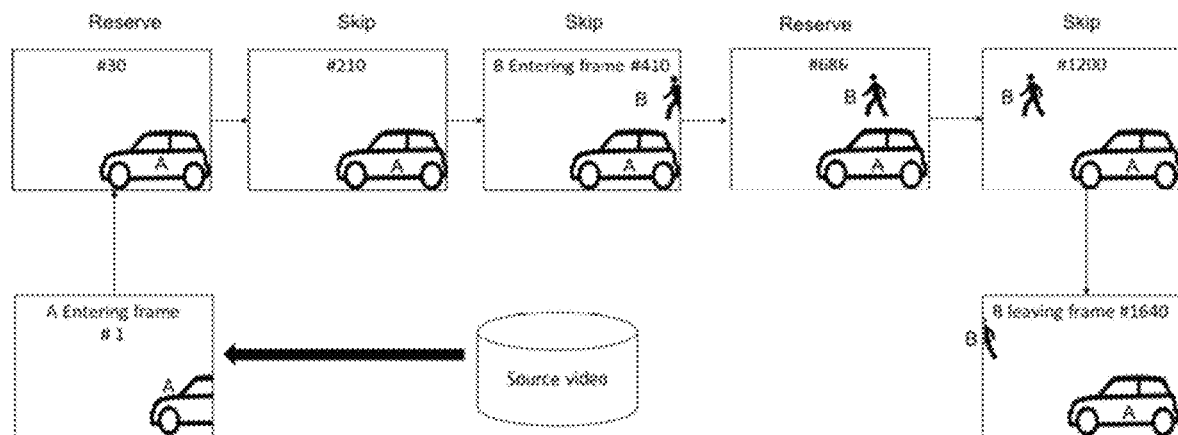 Reserve
Skip
Skip
Reserve
Skip
#30
#210
B Entering frame #410
#686
#1200
B
B
B
A
A
A
A
A
A Entering frame
# 1
B leaving frame #1640
B
A
Source video
A